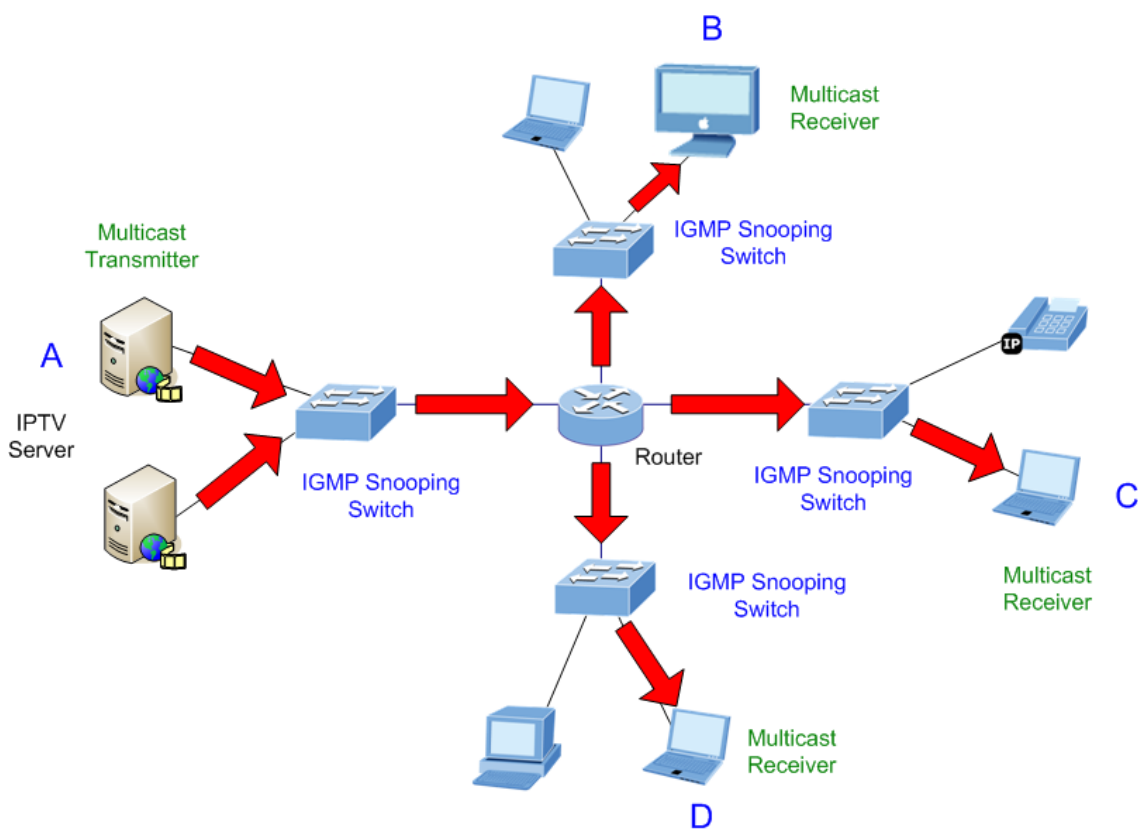 B
Multicast
Receiver
Multicast
Transmitter
IGMP Snooping
Switch
A
IPTV
Server
IP
IGMP Snooping
Switch
Router
IGMP Snooping
Switch
C
Multicast
Receiver
IGMP Snooping
Switch
Multicast
Receiver
D